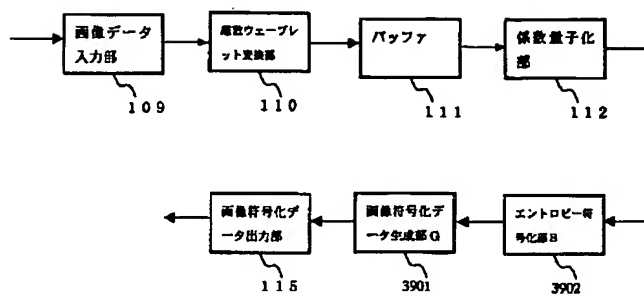 画像データ
入力部
離散ウェーブレ
ット変換部
バッファ
係数量子化
部
109
110
111
112
画像符号化デ
ータ出力部
画像符号化デ
ータ生成部G
エントロピー符
号化部B
115
3901
3902